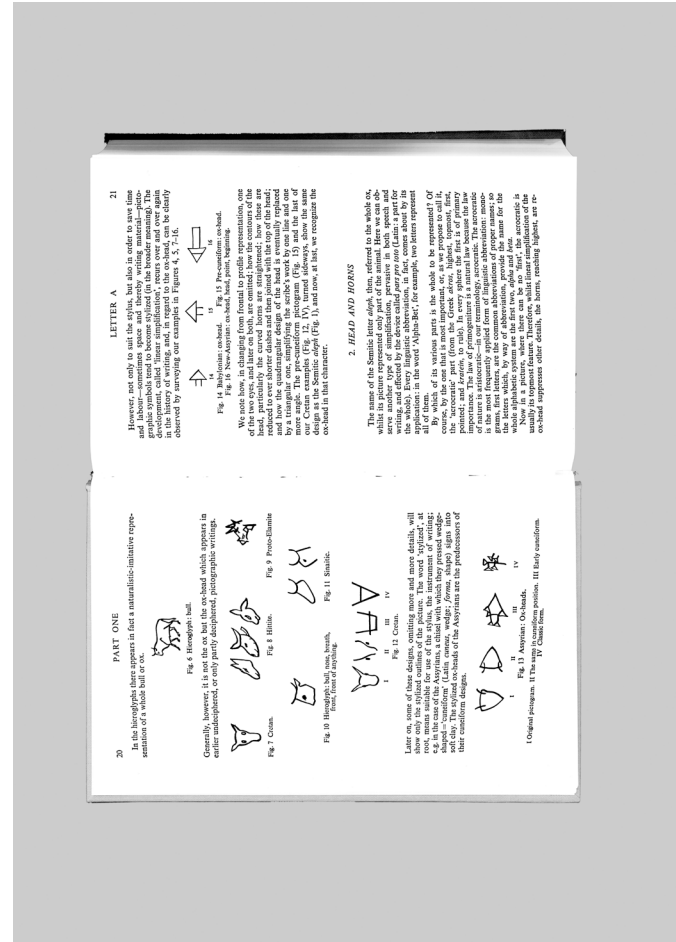 20
PART ONE
In the hieroglyphs there appears in fact a naturalistic-imitative repre-
sentation of a whole bull or ox.
Fig. 6 Hieroglyph: bull.
Generally, however, it is not the ox but the ox-head which appears in
earlier undeciphered, or only partly deciphered, pictographic writings.
Fig. 7 Cretan.
Fig. 8 Hittite.
Fig. 9 Proto-Elamite
Fig. 10 Hieroglyph: bull, nose, breath,
front, front of anything.
Fig. 11 Sinaitic.
I II III IV
Fig. 12 Cretan.
Later on, some of these designs, omitting more and more details, will
show only the stylized outlines of the picture. The word 'stylized', at
root, means suitable for use of the stylus, the instrument of writing;
e.g. in the case of the Assyrians, a chisel with which they pressed wedge-
shaped = 'cuneiform' (Latin cuneus, wedge; forma, shape) signs into
soft clay. The stylized ox-heads of the Assyrians are the predecessors of
their cuneiform designs.
I II III IV
Fig. 13 Assyrian: Ox-heads.
I Original pictogram. II The same in cuneiform position. III Early cuneiform.
IV Classic form.
LETTER A
21
However, not only to suit the stylus, but also in order to save time
and labour—sometimes space and thereby writing material—picto-
graphic symbols tend to become stylized (in the broader meaning). The
development, called 'linear simplification', recurs over and over again
in the history of writing, and, in regard to the ox-head, can be clearly
observed by surveying our examples in Figures 4, 5, 7–16.
14 15 16
Fig. 14 Babylonian: ox-head. Fig. 15 Pre-cuneiform: ox-head.
Fig. 16 New-Assyrian: ox-head, head, point, beginning.
We note how, in changing from frontal to profile representation, one
of the two eyes, and later on both, are omitted; how the contours of the
head, particularly the curved horns are straightened; how these are
reduced to ever shorter dashes and then joined with the top of the head;
and how the quadrangular design of the head is eventually replaced
by a triangular one, simplifying the scribe's work by one line and one
more angle. The pre-cuneiform pictogram (Fig. 15) and the last of
our Cretan examples (Fig. 12, IV), turned sideways, show the same
design as the Semitic aleph (Fig. 1), and now, at last, we recognize the
ox-head in that character.
2. HEAD AND HORNS
The name of the Semitic letter aleph, then, referred to the whole ox,
whilst its picture represented only part of the animal. Here we can ob-
serve another type of simplification, pervasive in both speech and
writing, and effected by the device called pars pro toto (Latin: a part for
the whole). Every linguistic abbreviation, in fact, comes about by its
application: in the word 'Alpha-Bet', for example, two letters represent
all of them.
By which of its various parts is the whole to be represented? Of
course, by the one that is most important, or, as we propose to call it,
the 'acrocratic' part (from the Greek akros, highest, topmost, first,
pointed; and kratein, to rule). In every sphere the first is of primary
importance. The law of primogeniture is a natural law because the law
of nature is aristocratic—in our terminology, acrocratic. The acrocratic
is the most frequently applied form of linguistic abbreviation: mono-
grams, first letters, are the common abbreviations of proper names; so
the letters which, by way of abbreviation, provide the name for the
whole alphabetic system are the first two, alpha and beta.
Now in a picture, where there can be no 'first', the acrocratic is
usually its topmost feature. Therefore, whilst linear simplification of the
ox-head suppresses other details, the horns, reaching highest, are re-